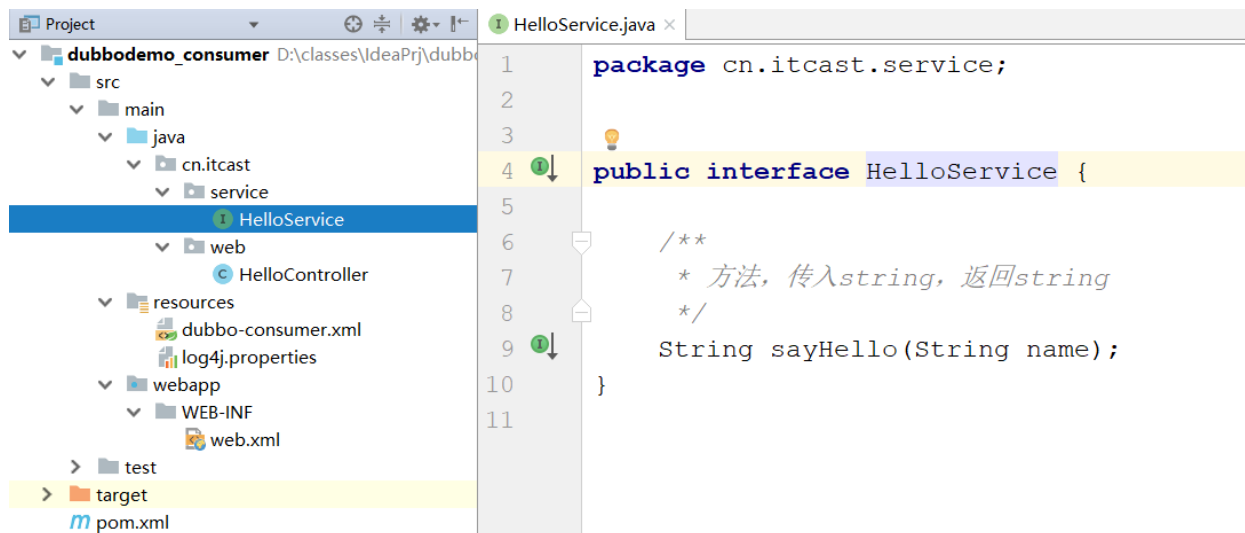 Project
dubbodemo_consumer D:\classes\IdeaPrj\dubb
src
main
java
cn.itcast
service
HelloService
web
HelloController
resources
dubbo-consumer.xml
log4j.properties
webapp
WEB-INF
web.xml
test
target
pom.xml
HelloService.java
1 package cn.itcast.service;
2
3
4 public interface HelloService {
5
6 /**
7 * 方法，传入string，返回string
8 */
9 String sayHello(String name);
10 }
11